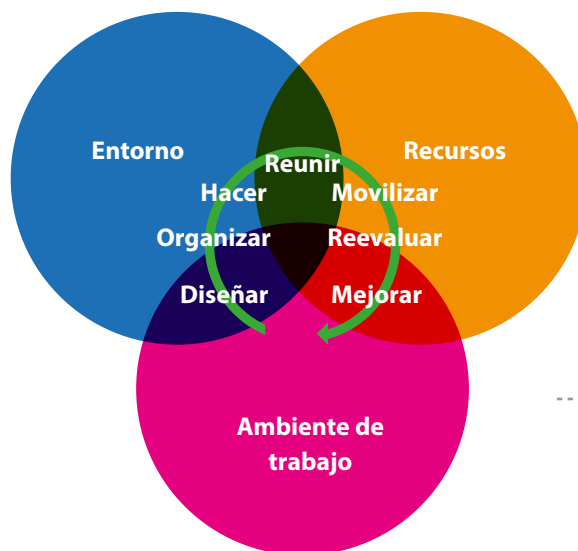 Entorno
Recursos
Reunir
Hacer
Movilizar
Organizar
Reevaluar
Diseñar
Mejorar
Ambiente de
trabajo